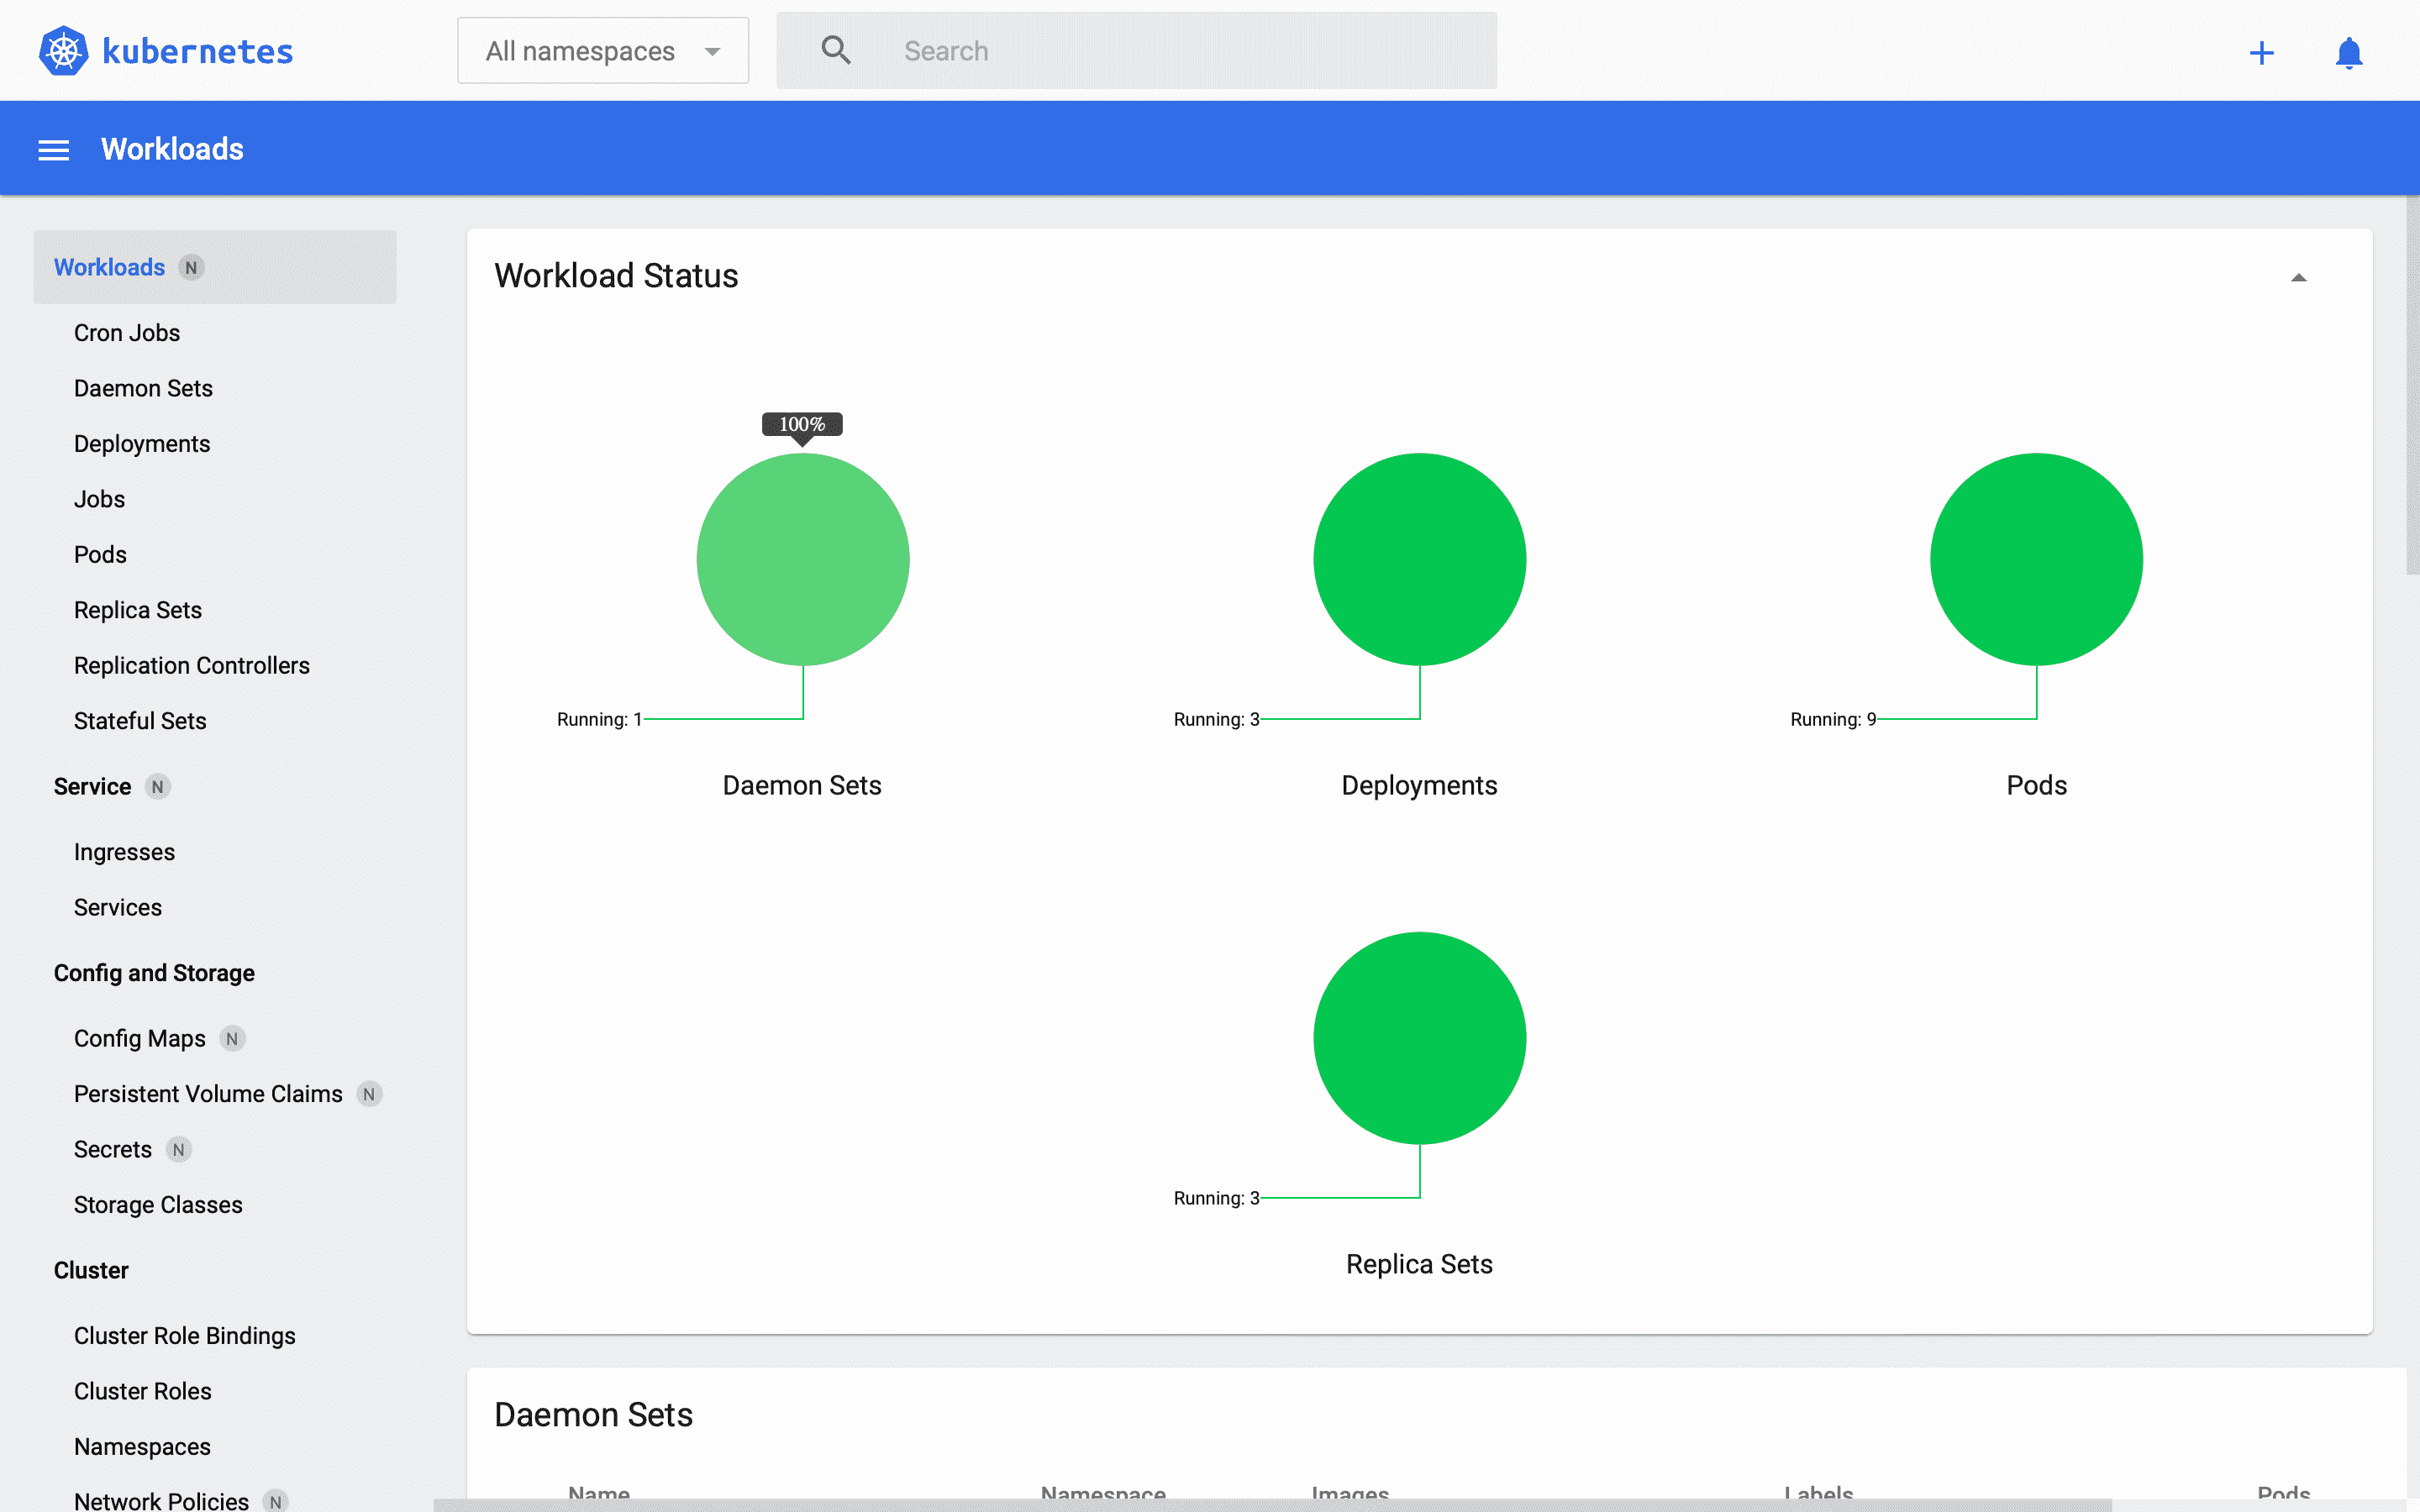 kubernetes
All namespaces
Search
Workloads
Workloads N
Cron Jobs
Daemon Sets
Deployments
Jobs
Pods
Replica Sets
Replication Controllers
Stateful Sets
Service N
Ingresses
Services
Config and Storage
Config Maps N
Persistent Volume Claims N
Secrets N
Storage Classes
Cluster
Cluster Role Bindings
Cluster Roles
Namespaces
Network Policies N
Workload Status
100%
Running: 1
Daemon Sets
Running: 3
Deployments
Running: 9
Pods
Running: 3
Replica Sets
Daemon Sets
Name Namespace Images Labels Pods